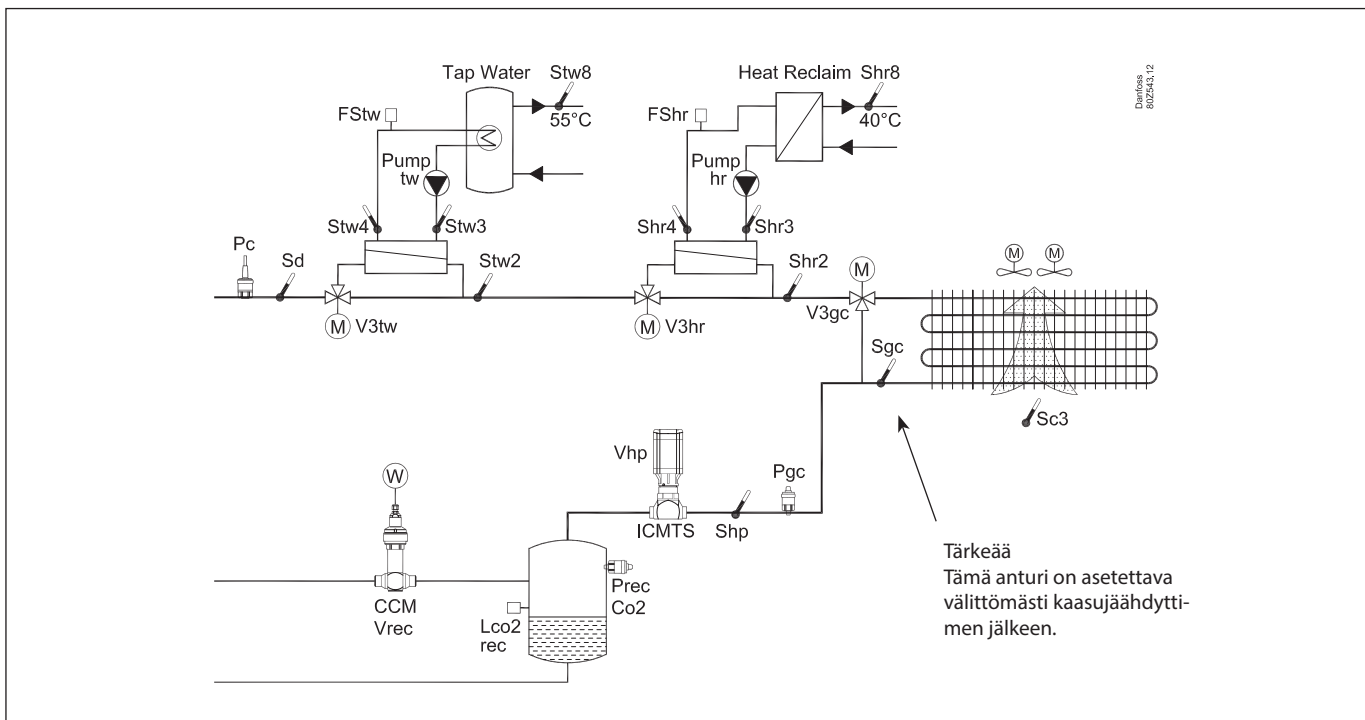 Tap Water
Stw8
Heat Reclaim
Shr8
Danfoss
80Z543.12
FStw
55°C
FShr
40°C
Pump
tw
Pump
hr
Stw4
Stw3
Shr4
Shr3
Pc
Sd
Stw2
Shr2
M
M
M
V3gc
M
V3tw
M
V3hr
Sgc
Sc3
Vhp
Pgc
W
ICMTS
Shp
CCM
Vrec
Prec
Co2
Lco2
rec
Tärkeää
Tämä anturi on asetettava
välittömästi kaasujäähdytti-
men jälkeen.